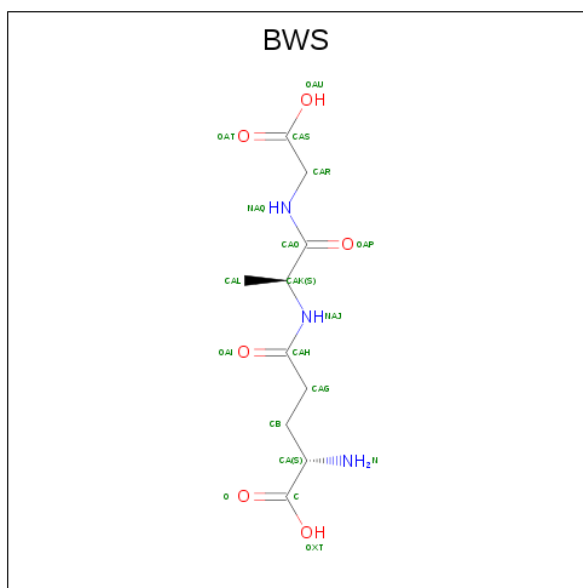 BWS
OAU
OH
OAT O CAS
CAR
NAQ HN
CAO O OAP
CAL CAK(S)
NH NAJ
OAI O CAH
CAG
CB
CA(S) NH₂ N
O O C
OH
OXT